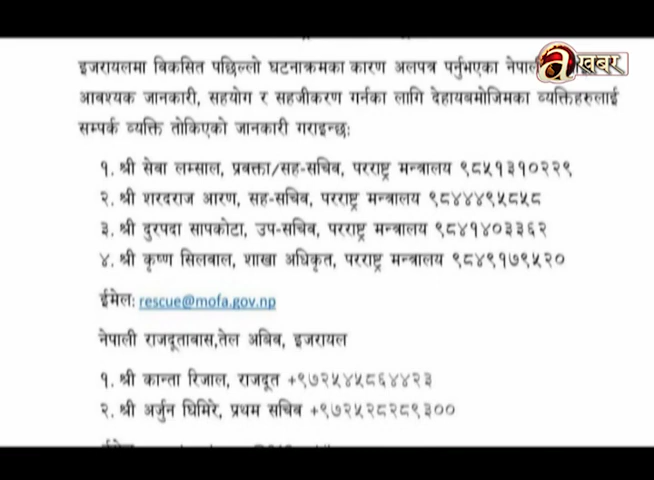 इजरायलमा विकसित पछिल्लो घटनाक्रमका कारण अलपत्र पर्नुभएका नेपाल
खबर
आवश्यक जानकारी, सहयोग र सहजीकरण गर्नका लागि देहायबमोजिमका व्यक्तिहरुलाई
सम्पर्क व्यक्ति तोकिएको जानकारी गराइन्छः
१. श्री सेवा लम्साल, प्रवक्ता/सह-सचिव, परराष्ट्र मन्त्रालय ९८५१३१०२२९
२. श्री शरदराज आरण, सह-सचिव, परराष्ट्र मन्त्रालय ९८४४४९५८५८
३. श्री दुरपदा सापकोटा, उप-सचिव, परराष्ट्र मन्त्रालय ९८४१४०३३६२
४. श्री कृष्ण सिलवाल, शाखा अधिकृत, परराष्ट्र मन्त्रालय ९८४९१७९५२०
ईमेल: rescue@mofa.gov.np
नेपाली राजदूतावास,तेल अबिब, इजरायल
१. श्री कान्ता रिजाल, राजदूत +९७२५४५८६४४२३
२. श्री अर्जुन घिमिरे, प्रथम सचिव +९७२५२८२८९३००